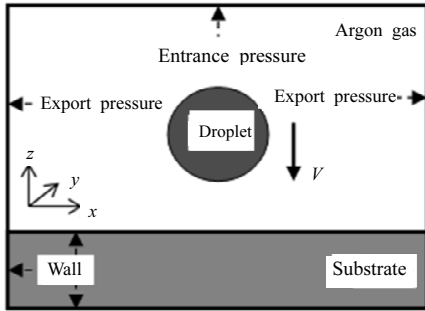 Argon gas
Entrance pressure
Export pressure
Export pressure
Droplet
z
y
x
V
Wall
Substrate